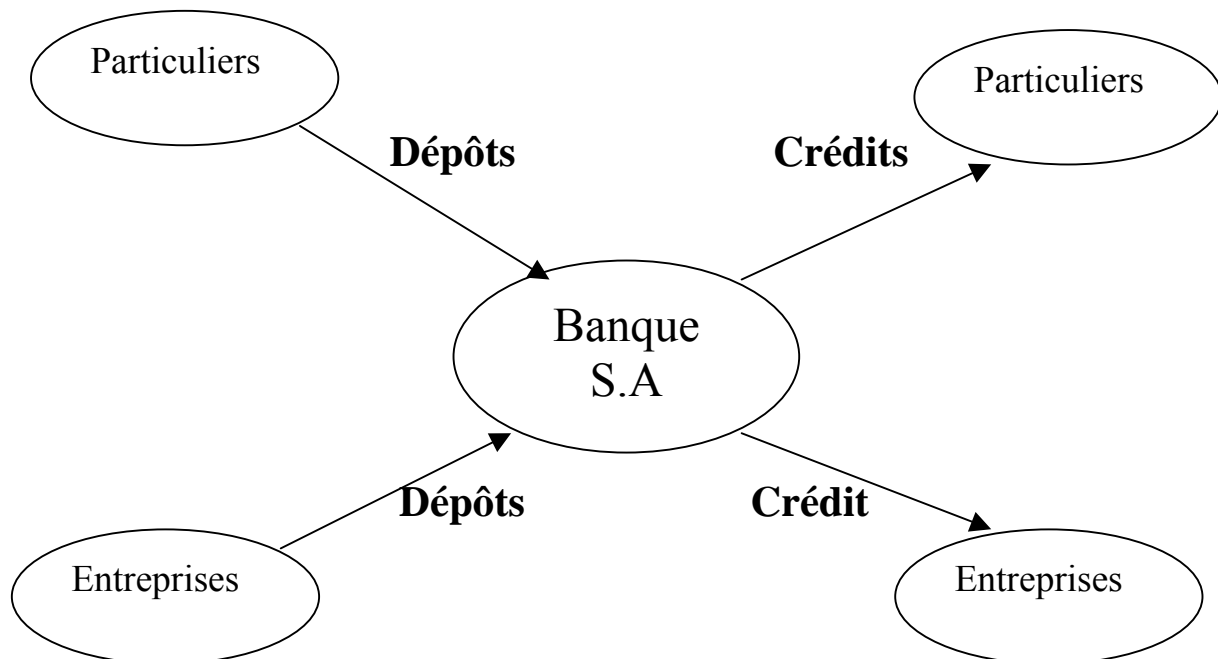 Particuliers
Particuliers
Dépôts
Crédits
Banque
S.A
Dépôts
Crédit
Entreprises
Entreprises